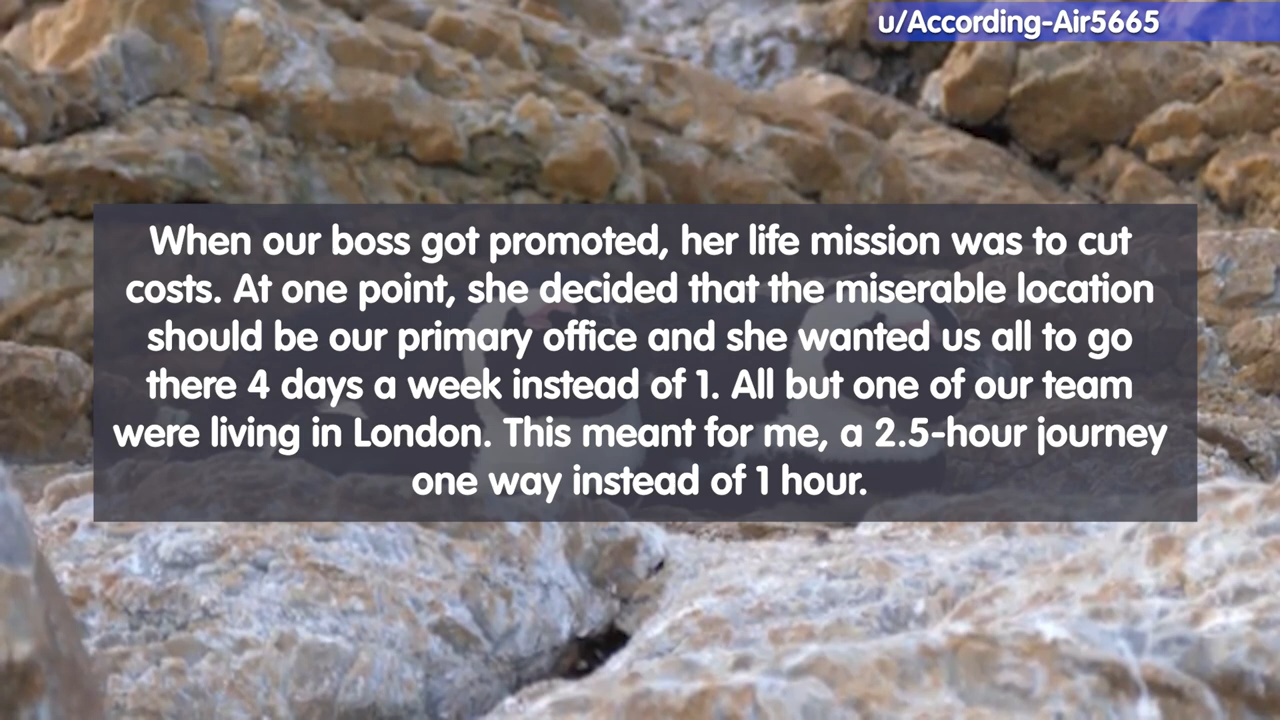 u/According-Air5665
When our boss got promoted, her life mission was to cut
costs. At one point, she decided that the miserable location
should be our primary office and she wanted us all to go
there 4 days a week instead of 1. All but one of our team
were living in London. This meant for me, a 2.5-hour journey
one way instead of 1 hour.